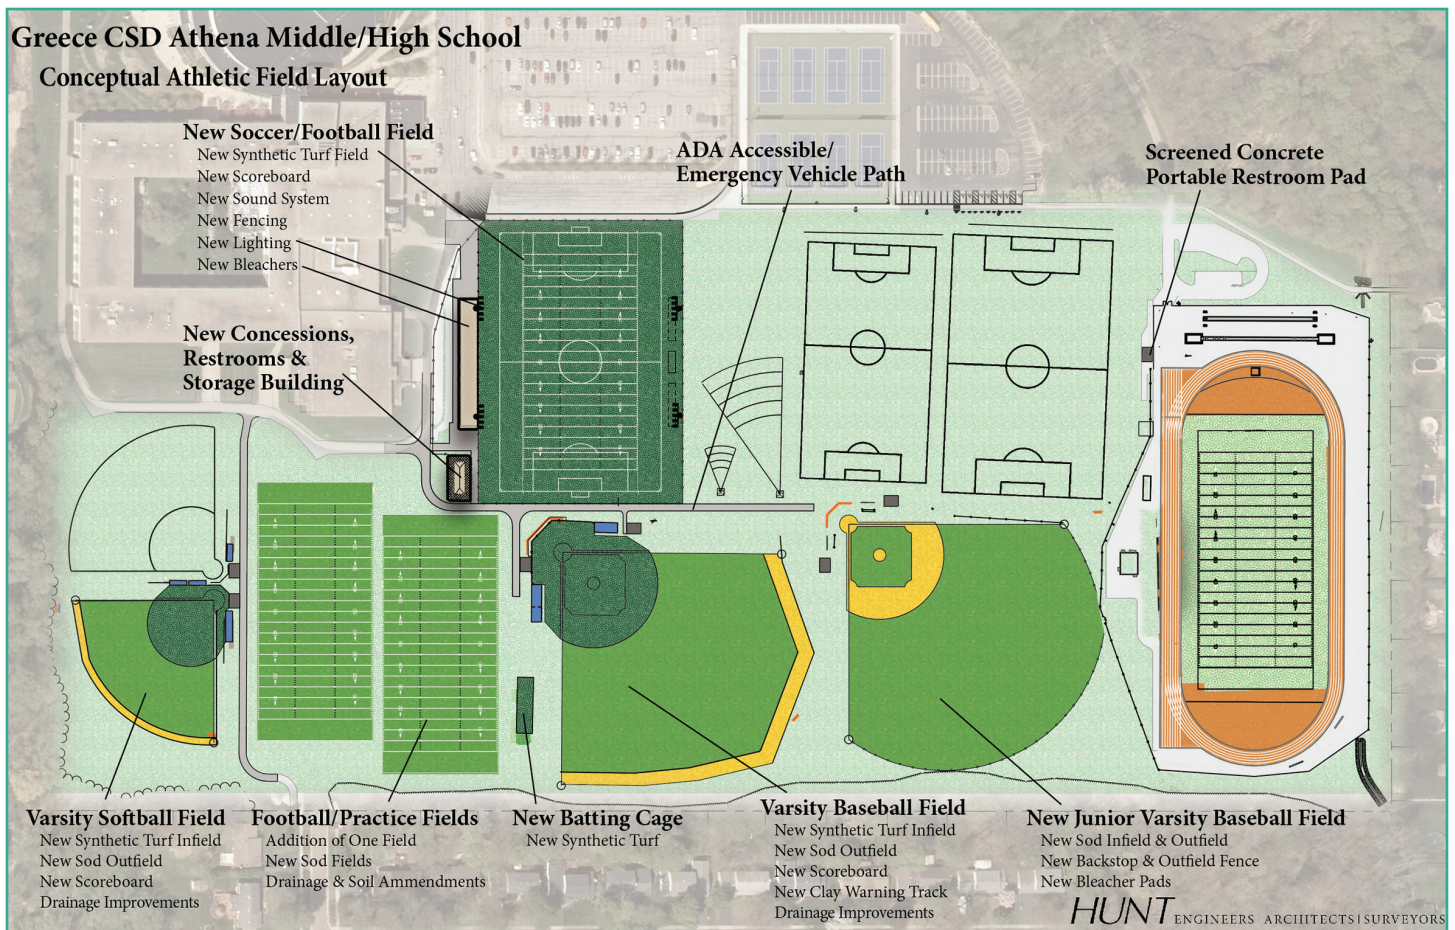 Greece CSD Athena Middle/High School
Conceptual Athletic Field Layout
New Soccer/Football Field
New Synthetic Turf Field
New Scoreboard
New Sound System
New Fencing
New Lighting
New Bleachers
New Concessions,
Restrooms &
Storage Building
ADA Accessible/
Emergency Vehicle Path
Screened Concrete
Portable Restroom Pad
Varsity Softball Field
New Synthetic Turf Infield
New Sod Outfield
New Scoreboard
Drainage Improvements
Football/Practice Fields
Addition of One Field
New Sod Fields
Drainage & Soil Ammendments
New Batting Cage
New Synthetic Turf
Varsity Baseball Field
New Synthetic Turf Infield
New Sod Outfield
New Scoreboard
New Clay Warning Track
Drainage Improvements
New Junior Varsity Baseball Field
New Sod Infield & Outfield
New Backstop & Outfield Fence
New Bleacher Pads
HUNT ENGINEERS ARCHITECTS | SURVEYORS